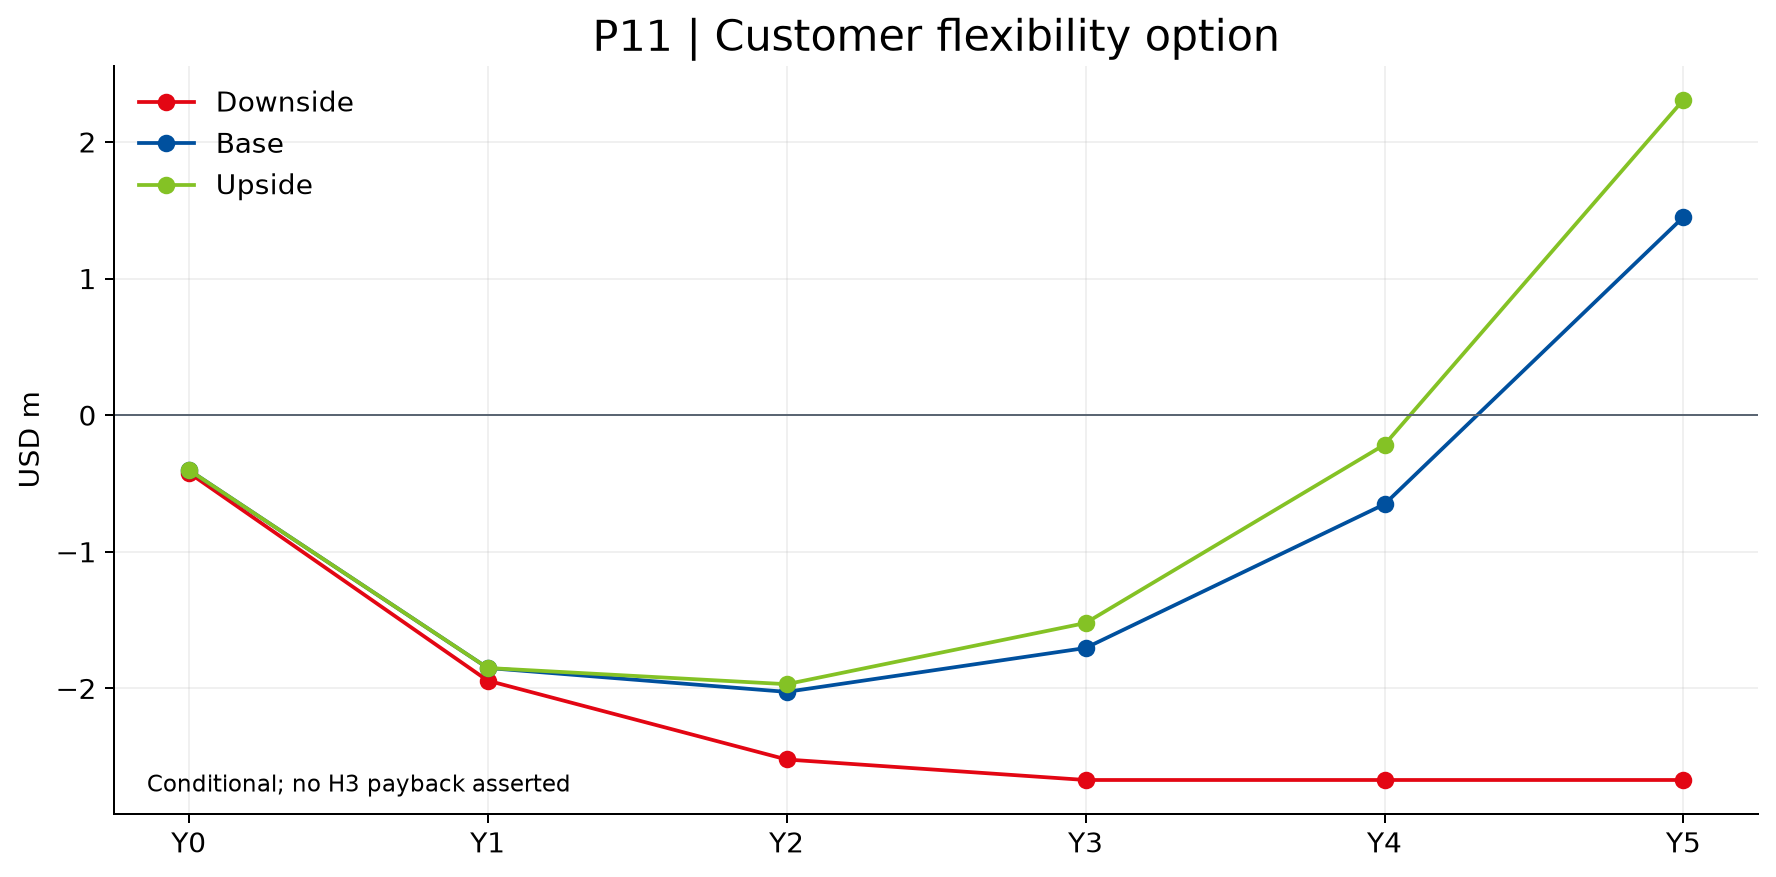 P11 | Customer flexibility option
Downside
Base
Upside
2
1
0
−1
−2
USD m
Conditional; no H3 payback asserted
Y0
Y1
Y2
Y3
Y4
Y5